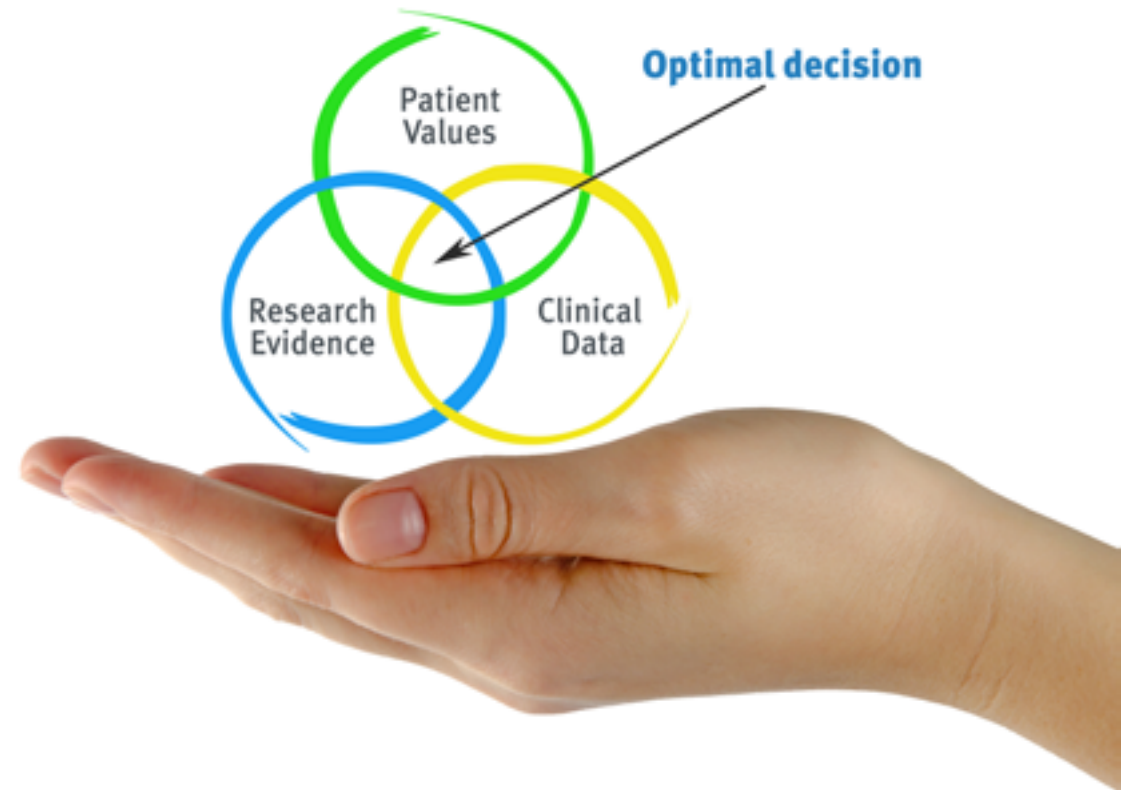 Optimal decision
Patient
Values
Research
Evidence
Clinical
Data